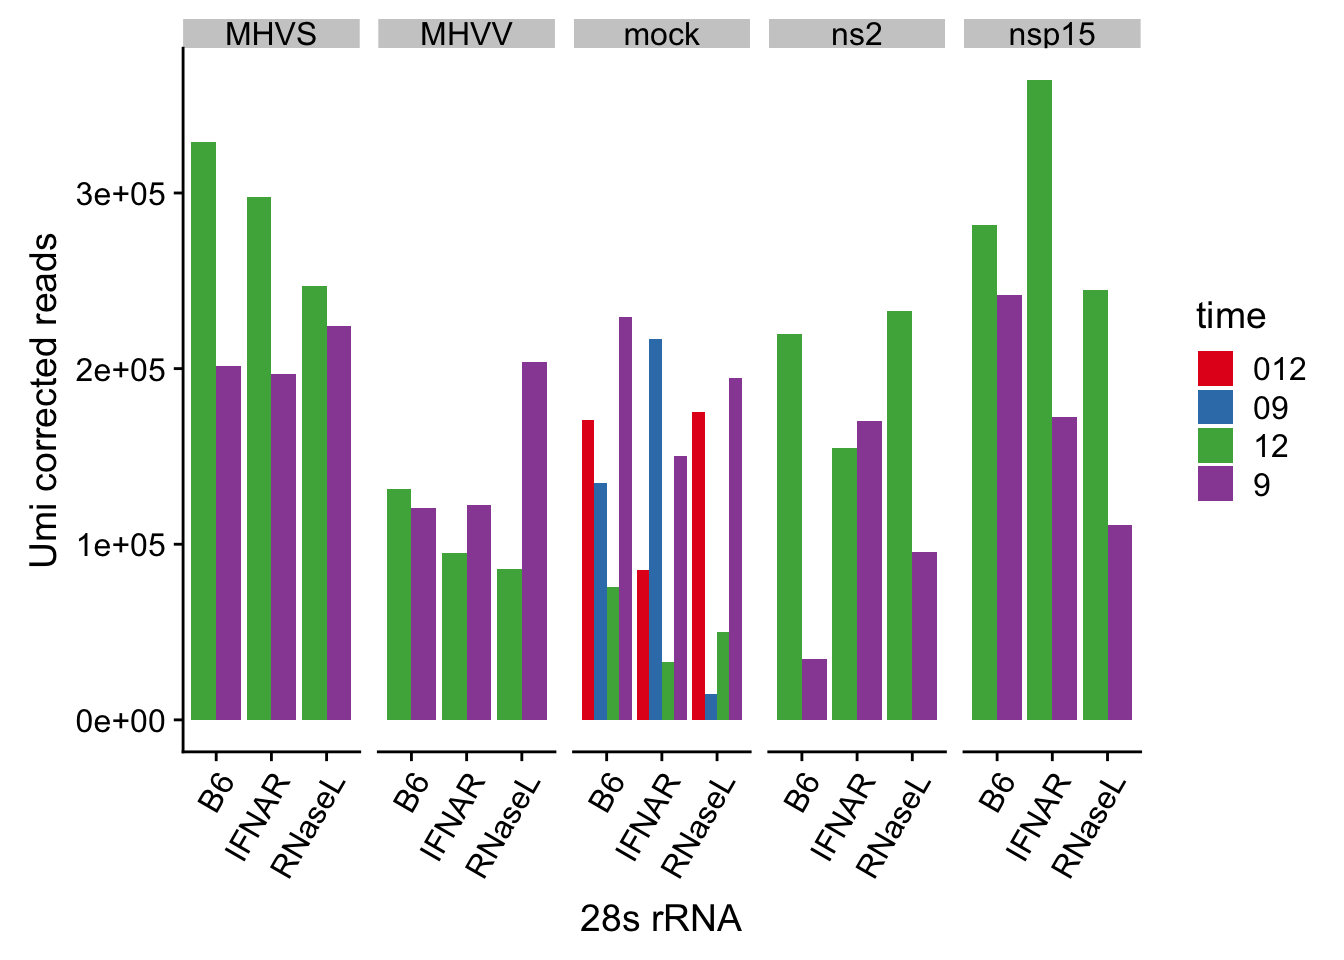 MHVS MHVV mock ns2 nsp15
Umi corrected reads
3e+05
2e+05
1e+05
0e+00
B6 IFNAR RNaseL B6 IFNAR RNaseL B6 IFNAR RNaseL B6 IFNAR RNaseL B6 IFNAR RNaseL
28s rRNA
time
012
09
12
9